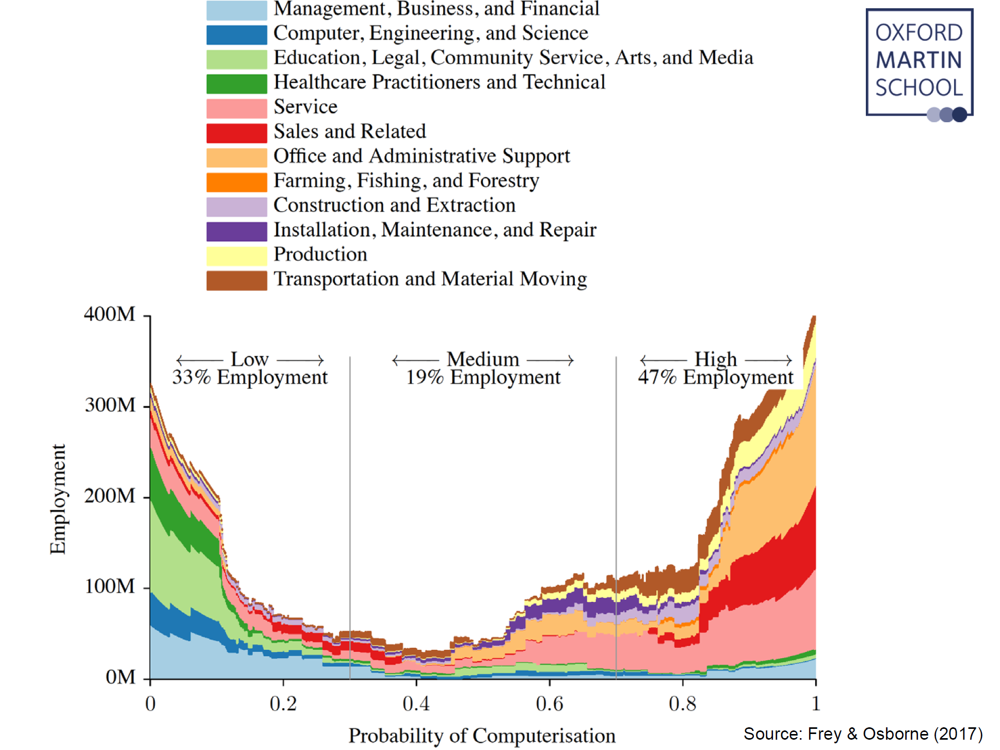 Management, Business, and Financial
Computer, Engineering, and Science
Education, Legal, Community Service, Arts, and Media
Healthcare Practitioners and Technical
Service
Sales and Related
Office and Administrative Support
Farming, Fishing, and Forestry
Construction and Extraction
Installation, Maintenance, and Repair
Production
Transportation and Material Moving
OXFORD
MARTIN
SCHOOL
400M
300M
200M
100M
0M
Employment
Low
33% Employment
Medium
19% Employment
High
47% Employment
0 0.2 0.4 0.6 0.8 1
Probability of Computerisation
Source: Frey & Osborne (2017)